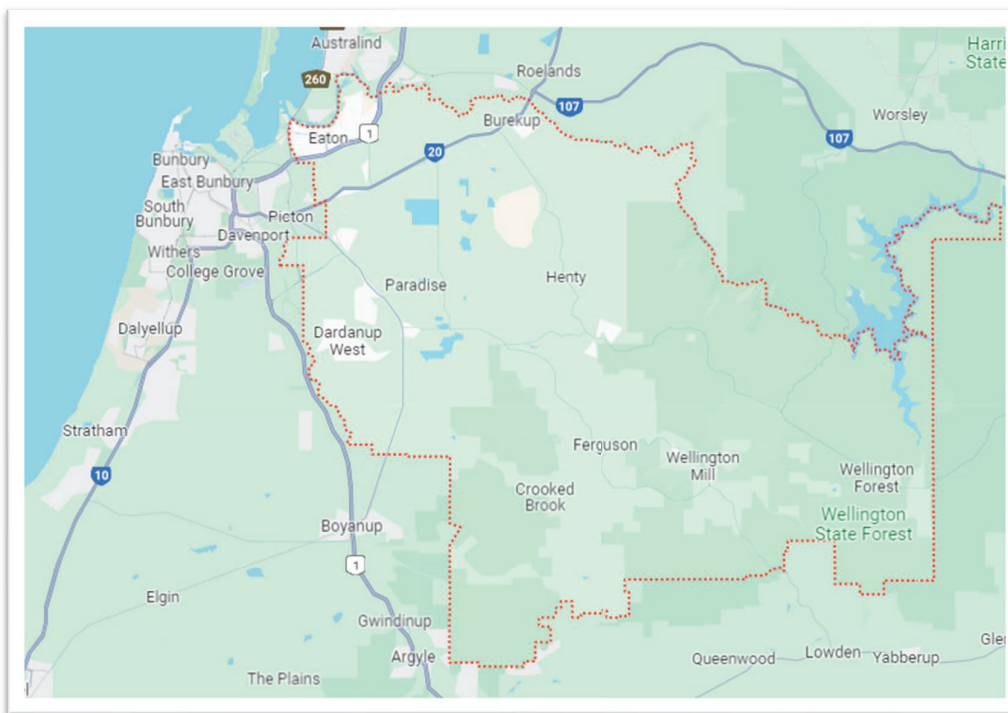 Australind
Harri
State
260
Roelands
107
Worsley
Burekup
Eaton
1
107
20
Bunbury
East Bunbury
South
Bunbury
Picton
Davenport
Withers
College Grove
Paradise
Henty
Dalyellup
Dardanup
West
Stratham
Ferguson
Wellington
Mill
Wellington
Forest
10
Crooked
Brook
Wellington
State Forest
Boyanup
1
Elgin
Gwindinup
Argyle
Queenwood
Lowden
Yabberup
Gle
The Plains